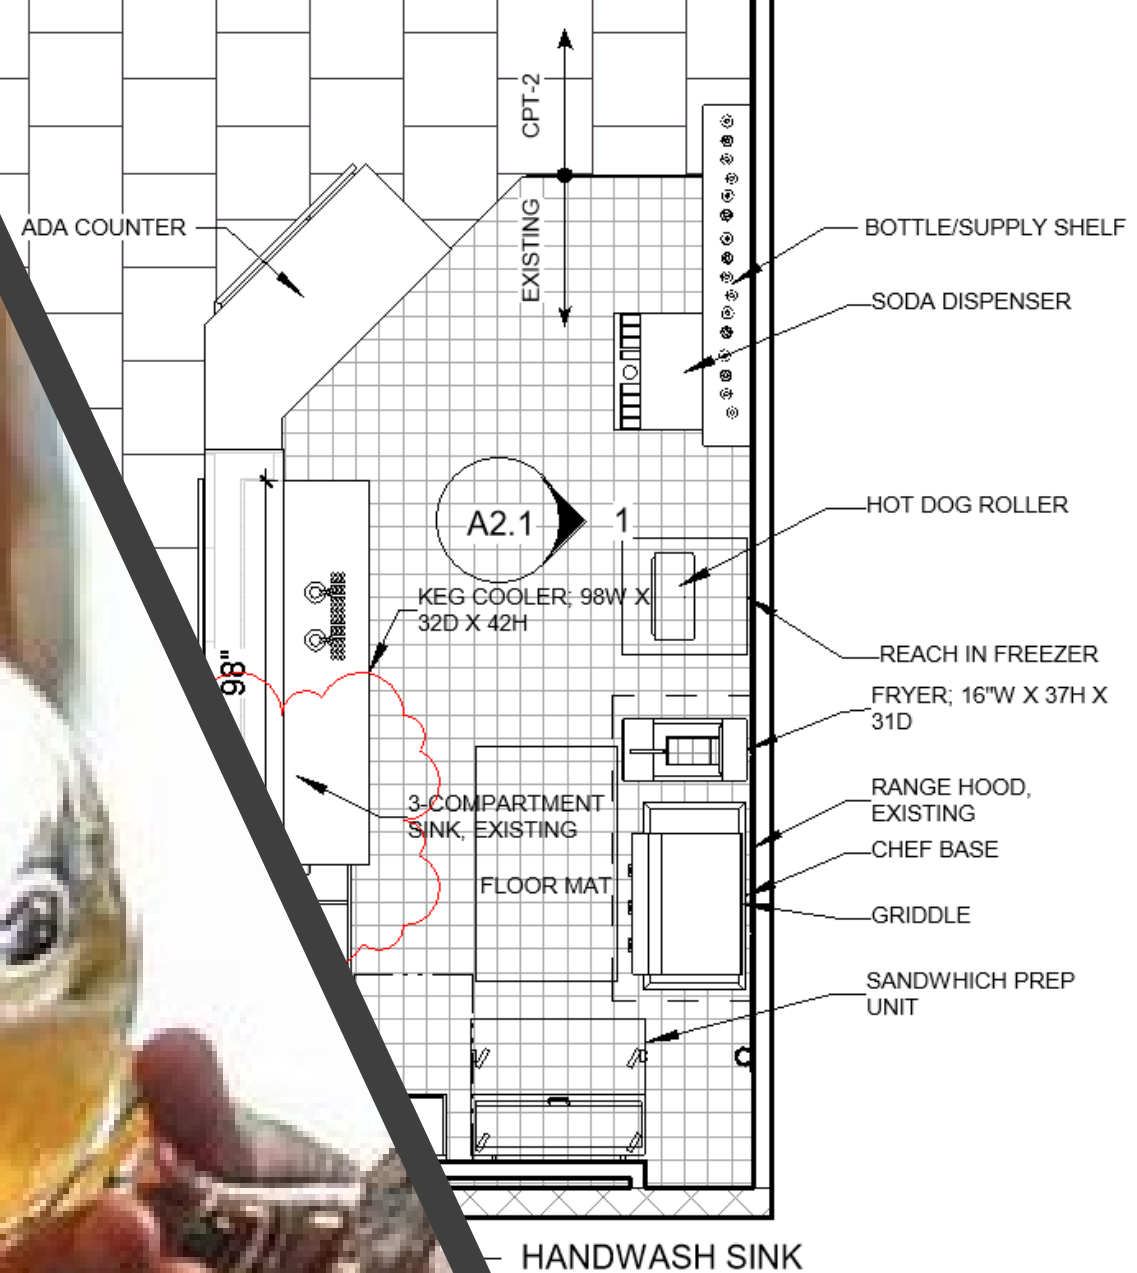 CPT-2
EXISTING
ADA COUNTER
BOTTLE/SUPPLY SHELF
SODA DISPENSER
A2.1
1
HOT DOG ROLLER
KEG COOLER; 98W X
32D X 42H
98"
REACH IN FREEZER
FRYER; 16"W X 37H X
31D
3-COMPARTMENT
SINK, EXISTING
RANGE HOOD,
EXISTING
CHEF BASE
FLOOR MAT
GRIDDLE
SANDWHICH PREP
UNIT
HANDWASH SINK